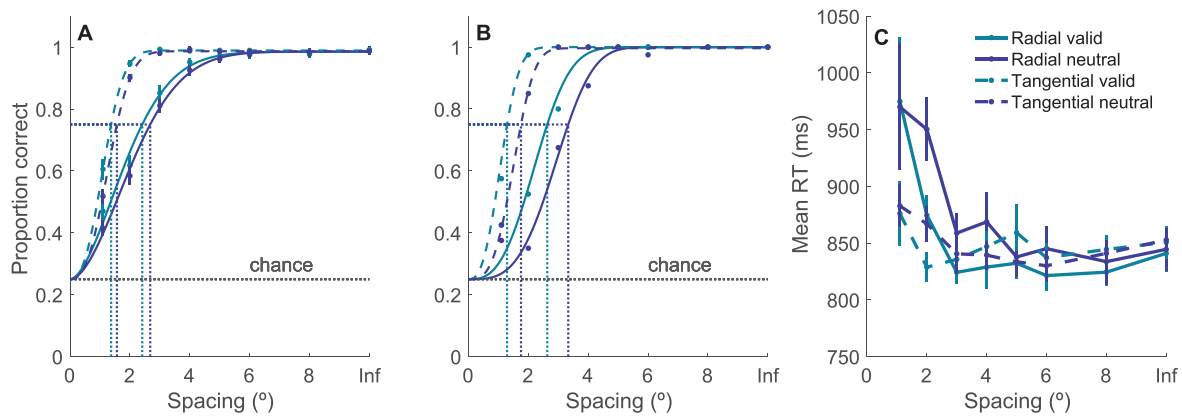 A
Proportion correct
1
0.8
0.6
0.4
0.2
0
chance
0 2 4 6 8 Inf
Spacing (º)
B
1
0.8
0.6
0.4
0.2
0
chance
0 2 4 6 8 Inf
Spacing (º)
C
Radial valid
Radial neutral
Tangential valid
Tangential neutral
Mean RT (ms)
1050
1000
950
900
850
800
750
0 2 4 6 8 Inf
Spacing (º)